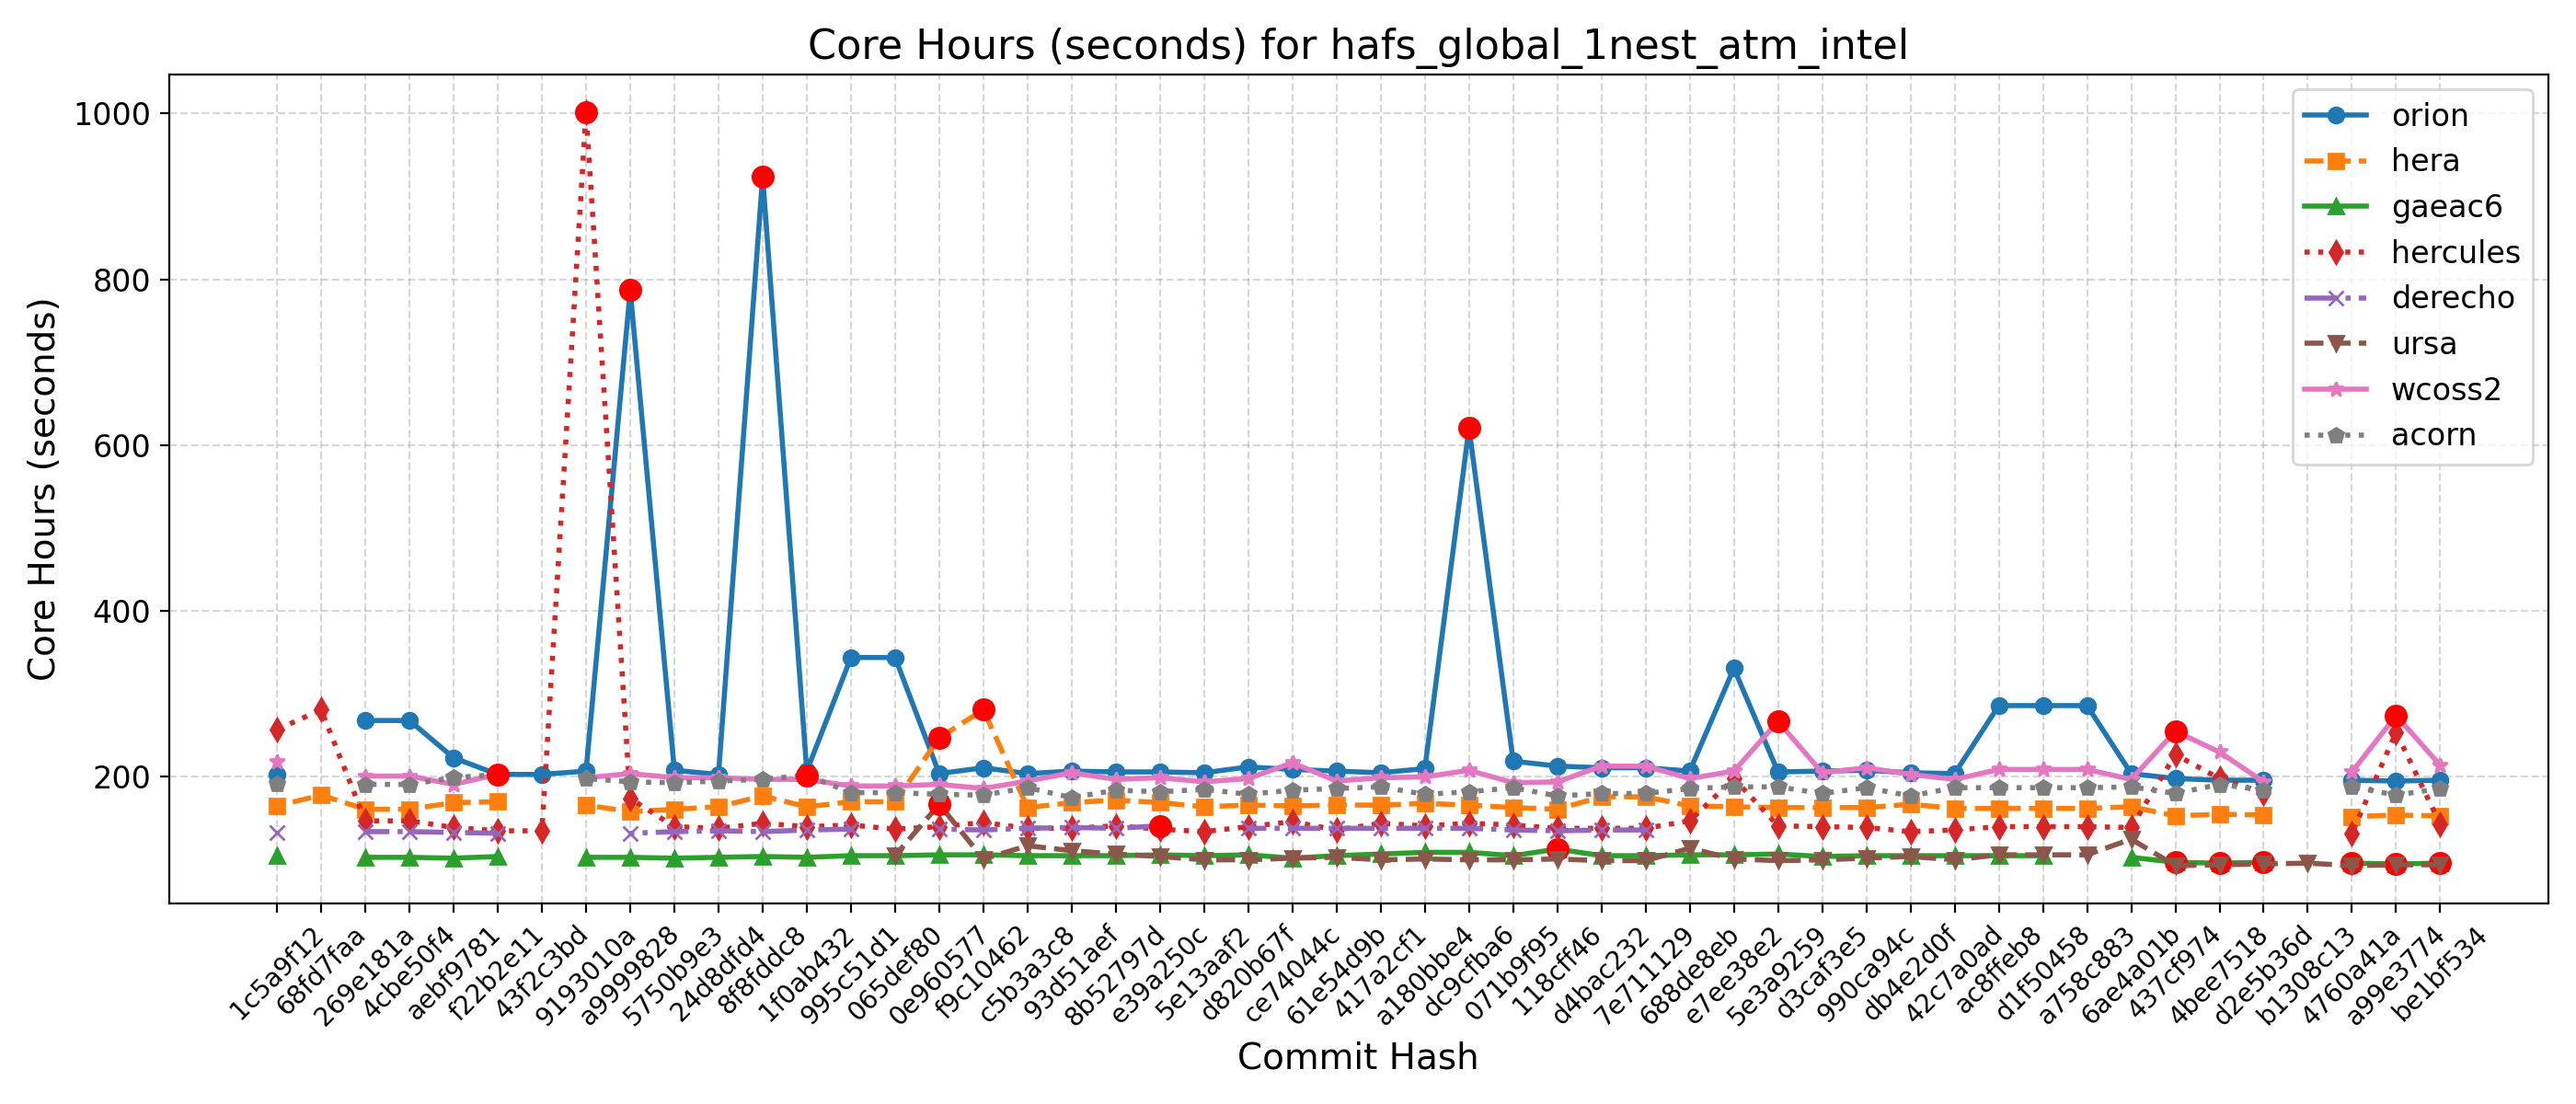 Core Hours (seconds) for hafs_global_1nest_atm_intel
Core Hours (seconds)
1000
800
600
400
200
orion
hera
gaeac6
hercules
derecho
ursa
wcoss2
acorn
1c5a9f12
68fd7faa
269e181a
4cbe50f4
aebf9781
f22b2e11
43f2c3bd
9193010a
a9999828
5750b9e3
24d8dfd4
8f8fddc8
1f0ab432
995c51d1
065def80
0e960577
f9c10462
c5b3a3c8
93d51aef
8b52797d
e39a250c
5e13aaf2
d820b67f
ce74044c
61e54d9b
417a2cf1
a180bbe4
dc9cfba6
071b9f95
118cff46
d4bac232
7e711129
688de8eb
e7ee38e2
5e3a9259
d3caf3e5
990ca94c
db4e2d0f
42c7a0ad
ac8ffeb8
d1f50458
a758c883
6ae4a01b
437cf974
4bee7518
d2e5b36d
b1308c13
4760a41a
a99e3774
be1bf534
Commit Hash